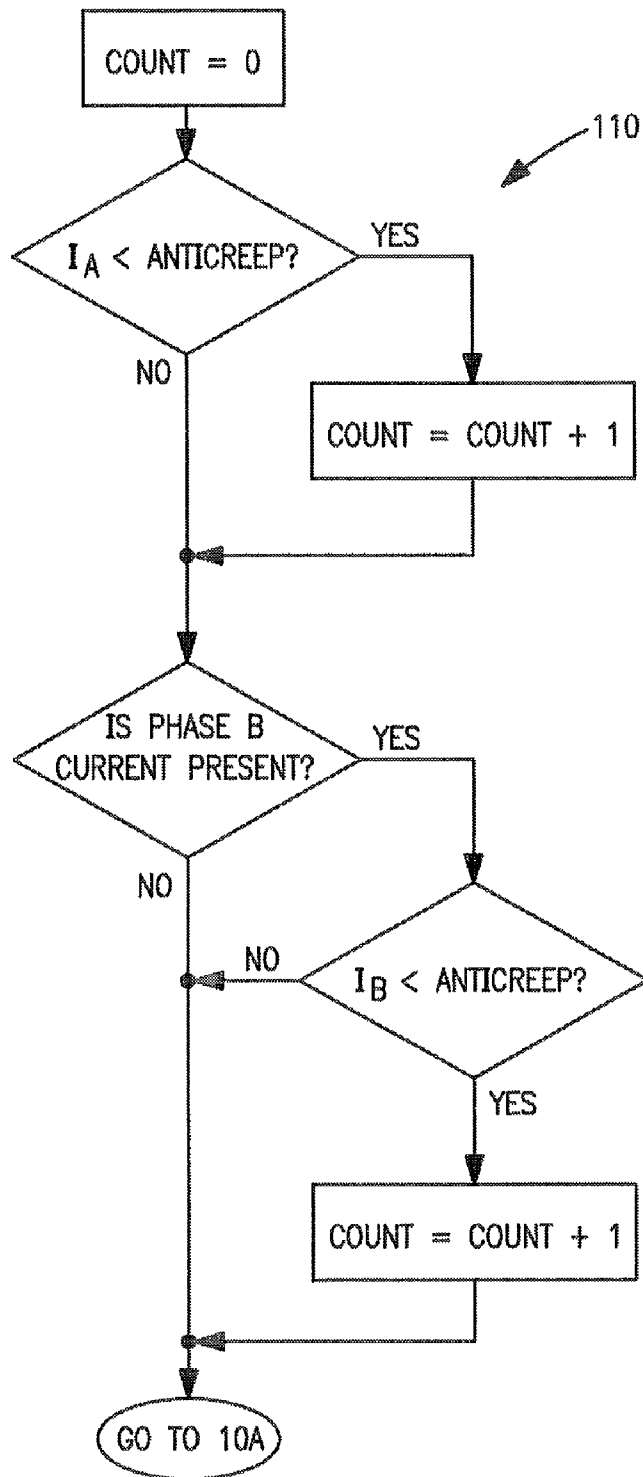 COUNT = 0
110
I_A < ANTICREEP?
YES
NO
COUNT = COUNT + 1
IS PHASE B
CURRENT PRESENT?
YES
NO
NO
I_B < ANTICREEP?
YES
COUNT = COUNT + 1
GO TO 10A